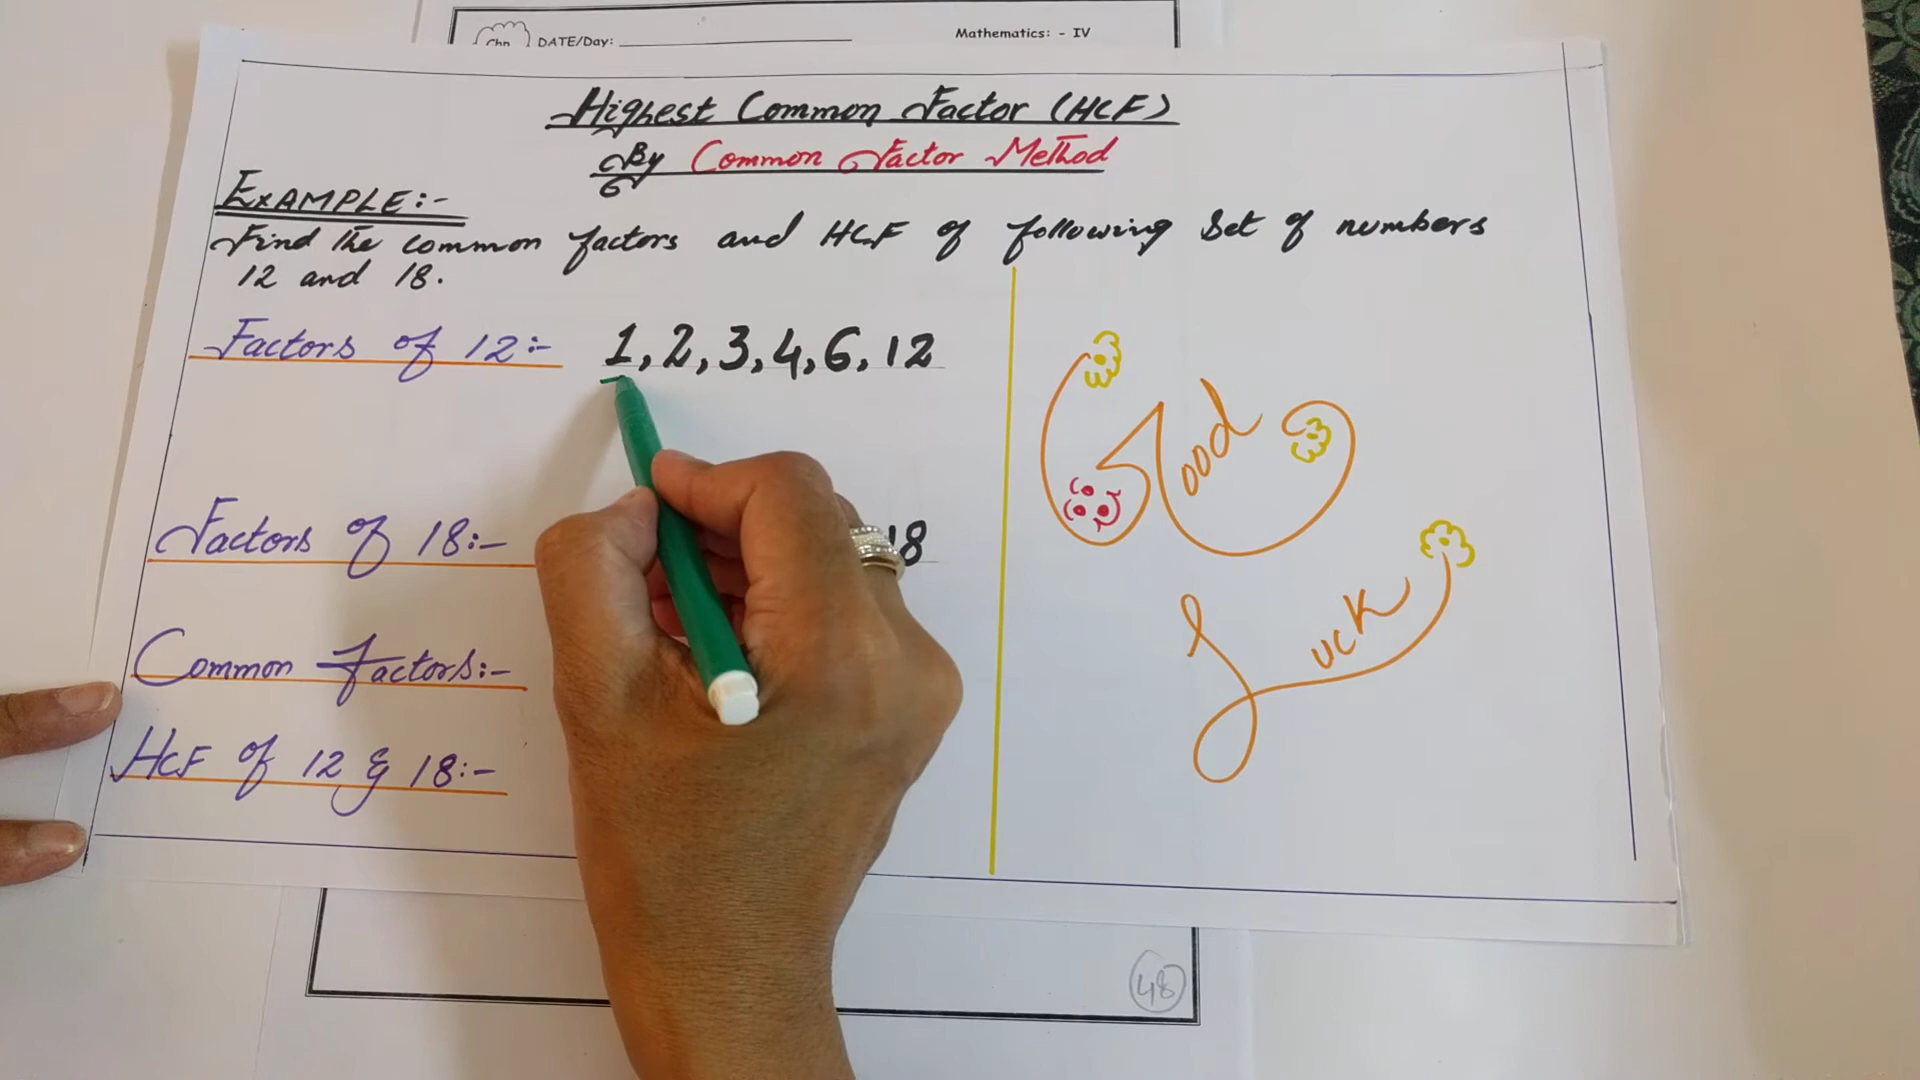 Chp DATE/Day: Mathematics: - IV
Highest Common Factor (HCF)
By Common Factor Method
EXAMPLE:-
Find the common factors and HCF of following Set of numbers
12 and 18.
Factors of 12:- 1, 2, 3, 4, 6, 12
Factors of 18:- 18
Common Factors:-
HCF of 12 & 18:-
Good
Luck
48